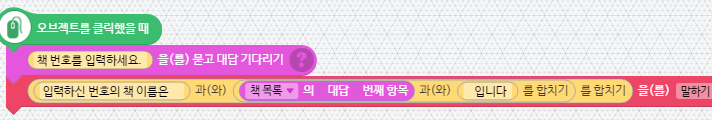 오브젝트를 클릭했을 때
책 번호를 입력하세요. 을(를) 묻고 대답 기다리기 ?
입력하신 번호의 책 이름은 과(와) 책 목록 의 대답 번째 항목 과(와) 입니다 를 합치기 를 합치기 을(를) 말하기